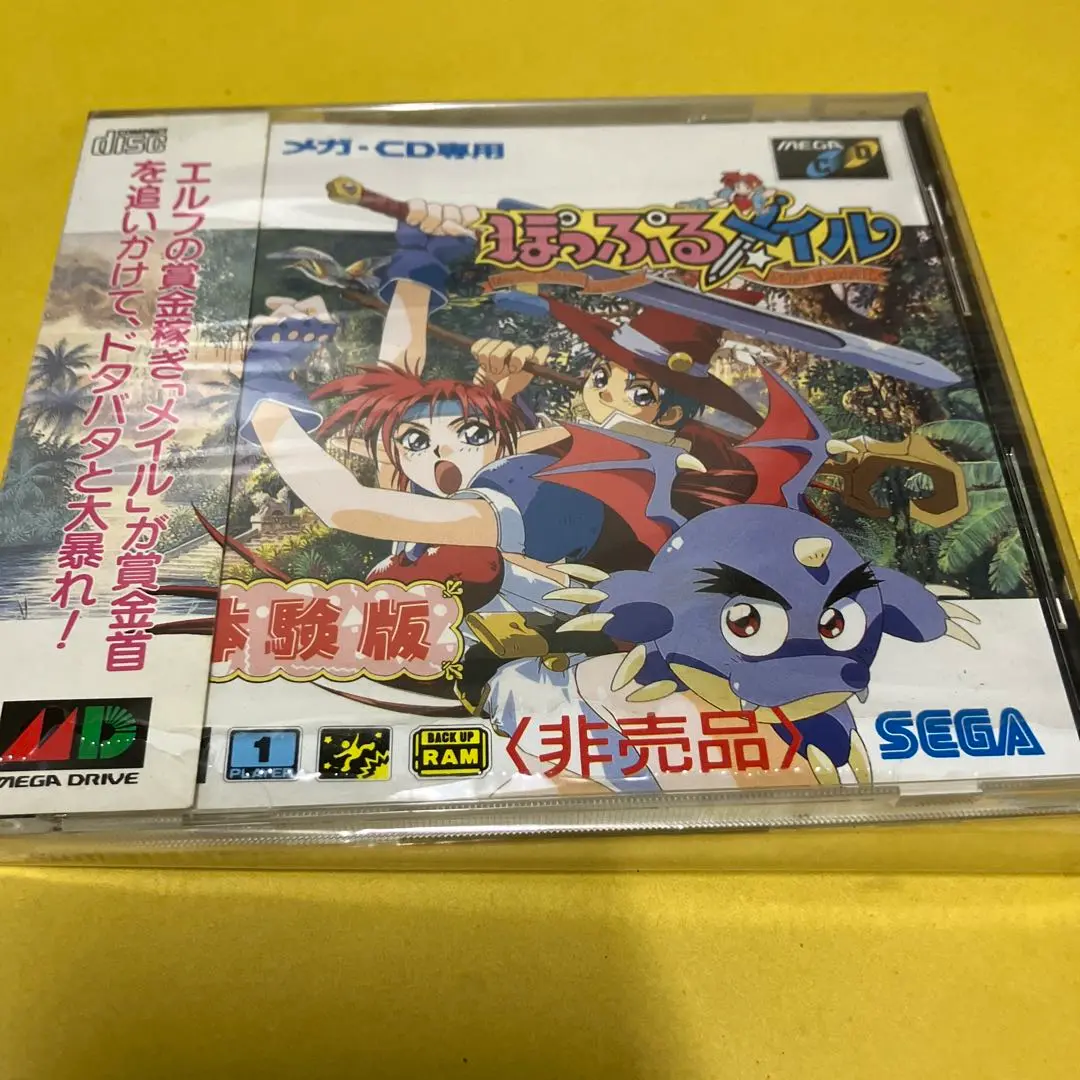 COMPACT
disc
エルフの賞金稼ぎ「メイル」が賞金首
を追いかけて、ドタバタと大暴れ!
MD
MEGA DRIVE
メガ・CD専用
MEGA
CD
ぽっぷるメイル
体験版
1
PLAYER
BACK UP
RAM
〈非売品〉
SEGA